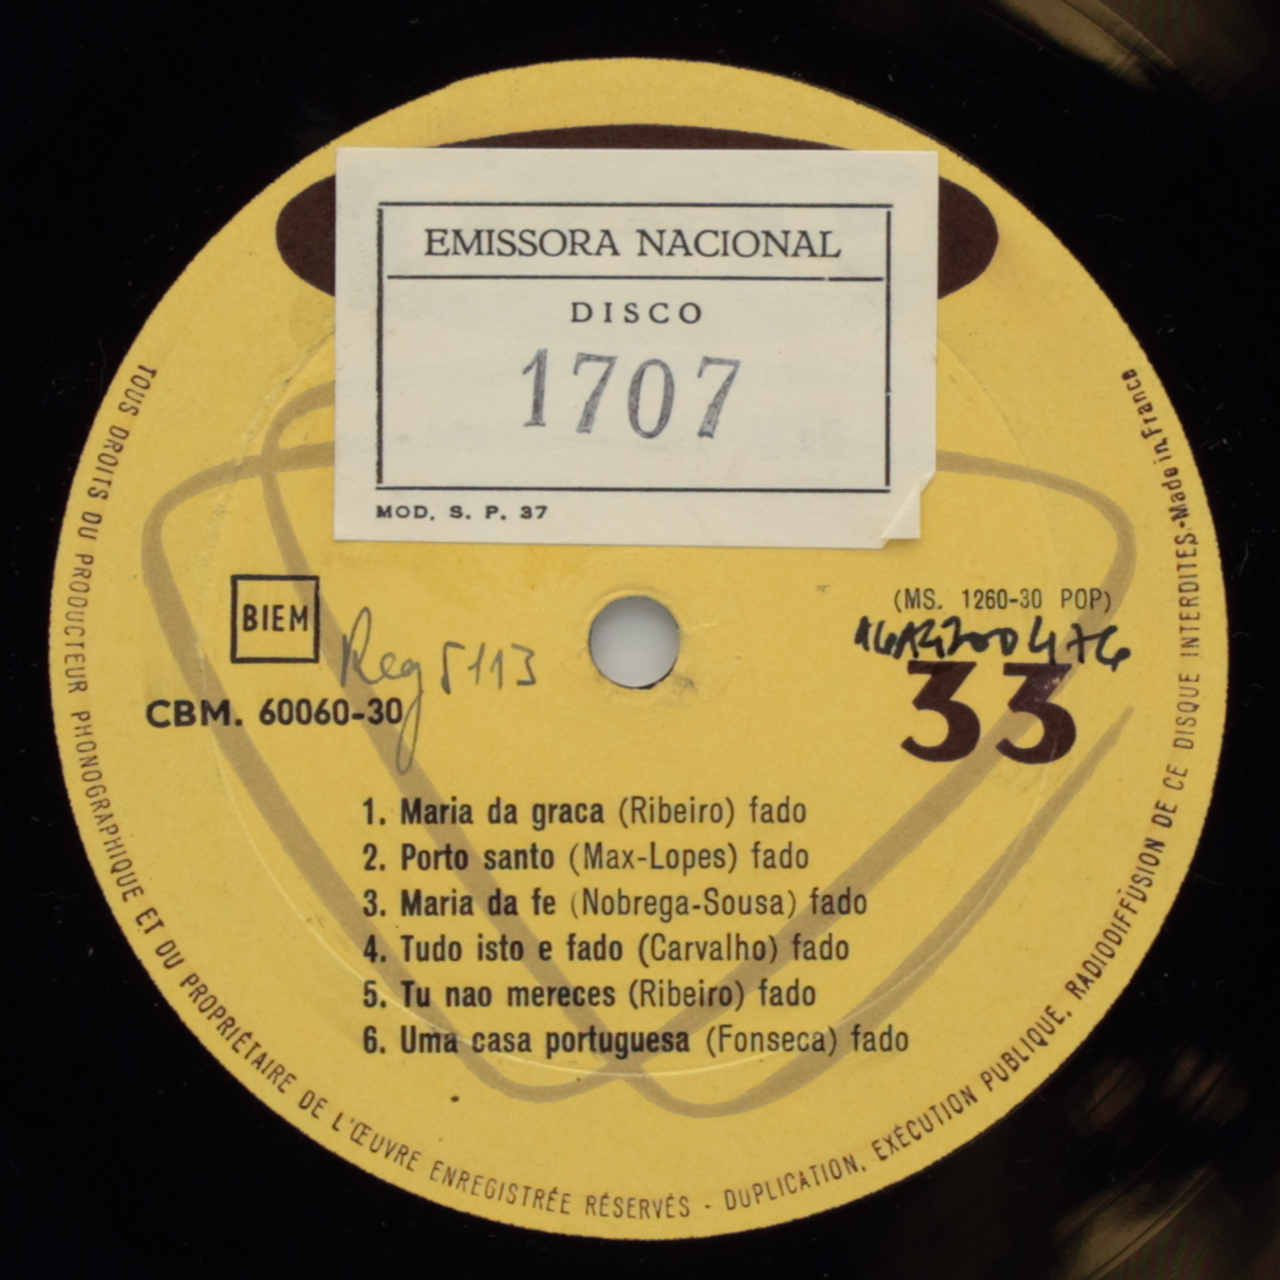 EMISSORA NACIONAL
DISCO
1707
MOD. S. P. 37
BIEM
Reg 5113
CBM. 60060-30
(MS. 1260-30 POP)
33
1. Maria da graca (Ribeiro) fado
2. Porto santo (Max-Lopes) fado
3. Maria da fe (Nobrega-Sousa) fado
4. Tudo isto e fado (Carvalho) fado
5. Tu nao mereces (Ribeiro) fado
6. Uma casa portuguesa (Fonseca) fado
TOUS DROITS DU PRODUCTEUR PHONOGRAPHIQUE ET DU PROPRIÉTAIRE DE L'ŒUVRE ENREGISTRÉE RÉSERVÉS - DUPLICATION, EXÉCUTION PUBLIQUE, RADIODIFFUSION DE CE DISQUE INTERDITES-Made in France